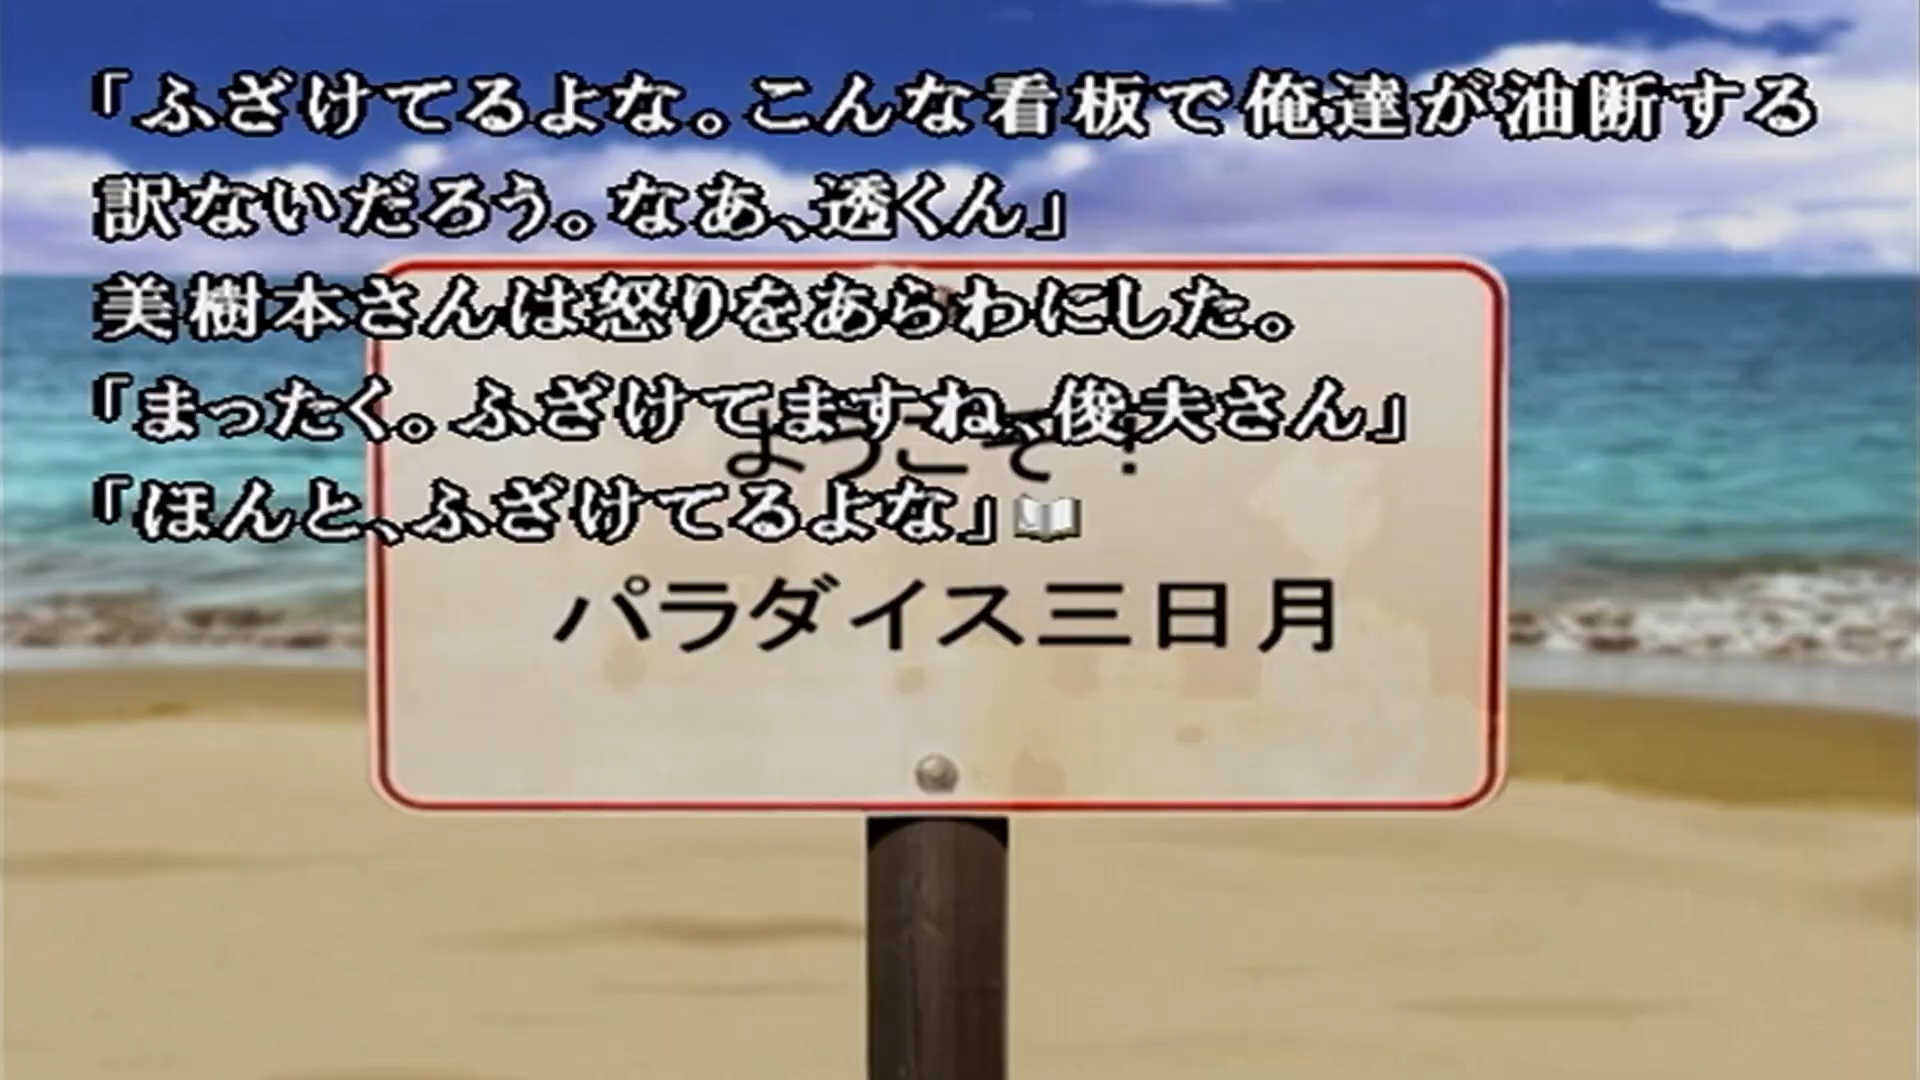 「ふざけてるよな。こんな看板で俺達が油断する
訳ないだろう。なあ、透くん」
美樹本さんは怒りをあらわにした。
「まったく。ふざけてますね、俊夫さん」
「ほんと、ふざけてるよな」
ようこそ！
パラダイス三日月